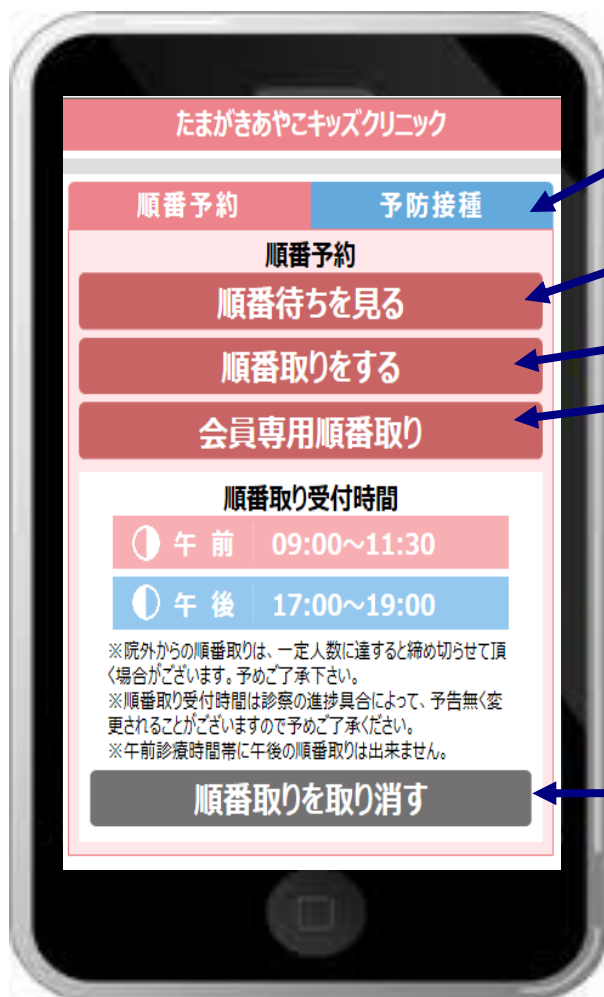 たまがきあやこキッズクリニック
順番予約 予防接種
順番予約
順番待ちを見る
順番取りをする
会員専用順番取り
順番取り受付時間
午前 09:00～11:30
午後 17:00～19:00
※院外からの順番取りは、一定人数に達すると締め切らせて頂
く場合がございます。予めご了承下さい。
※順番取り受付時間は診察の進捗具合によって、予告無く変
更されることがございますので予めご了承ください。
※午前診療時間帯に午後の順番取りは出来ません。
順番取りを取り消す